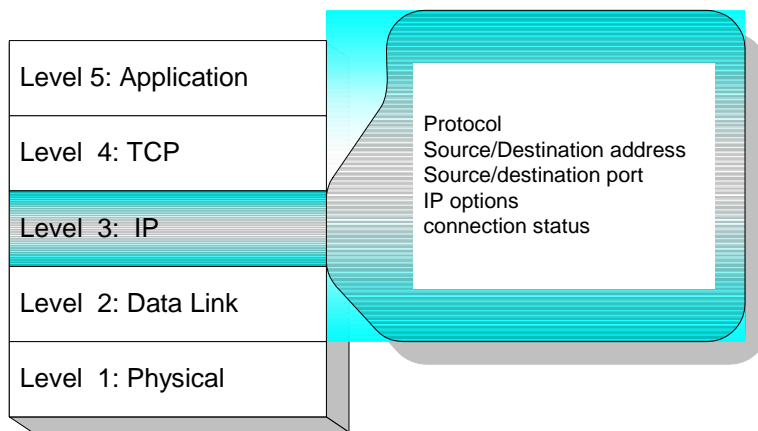 Level 5: Application
Level 4: TCP
Level 3: IP
Level 2: Data Link
Level 1: Physical
Protocol
Source/Destination address
Source/destination port
IP options
connection status